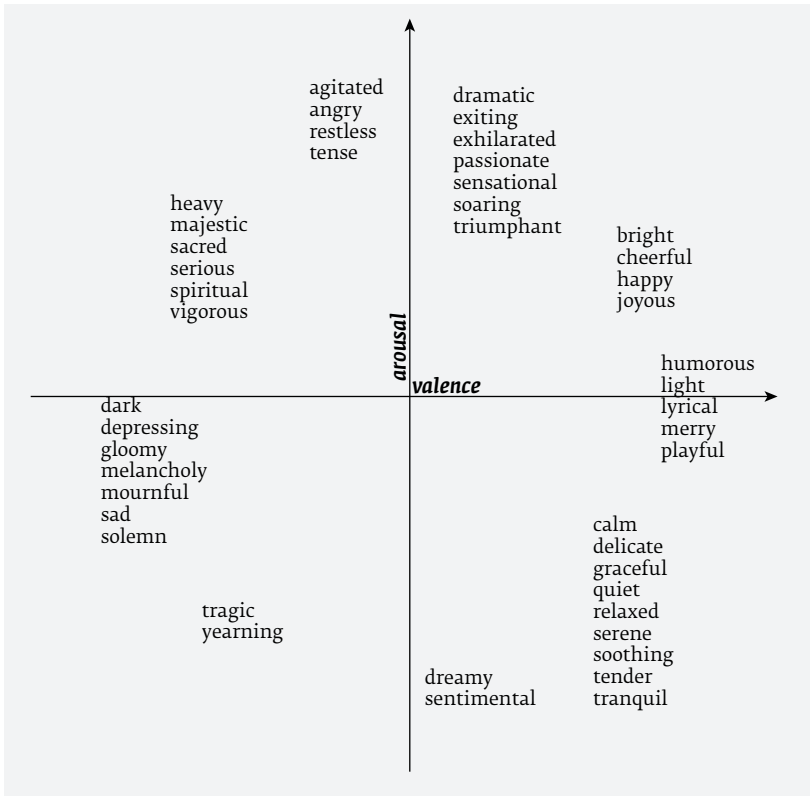 agitated
angry
restless
tense
dramatic
exiting
exhilarated
passionate
sensational
soaring
triumphant
heavy
majestic
sacred
serious
spiritual
vigorous
bright
cheerful
happy
joyous
arousal
valence
humorous
light
lyrical
merry
playful
dark
depressing
gloomy
melancholy
mournful
sad
solemn
calm
delicate
graceful
quiet
relaxed
serene
soothing
tender
tranquil
tragic
yearning
dreamy
sentimental